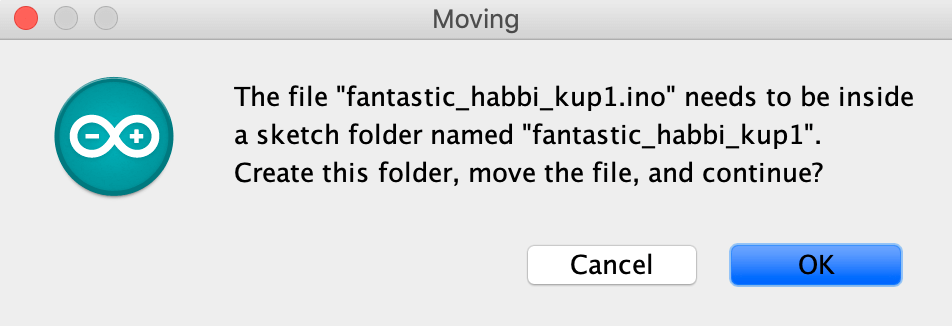 Moving
The file "fantastic_habbi_kup1.ino" needs to be inside
a sketch folder named "fantastic_habbi_kup1".
Create this folder, move the file, and continue?
Cancel
OK